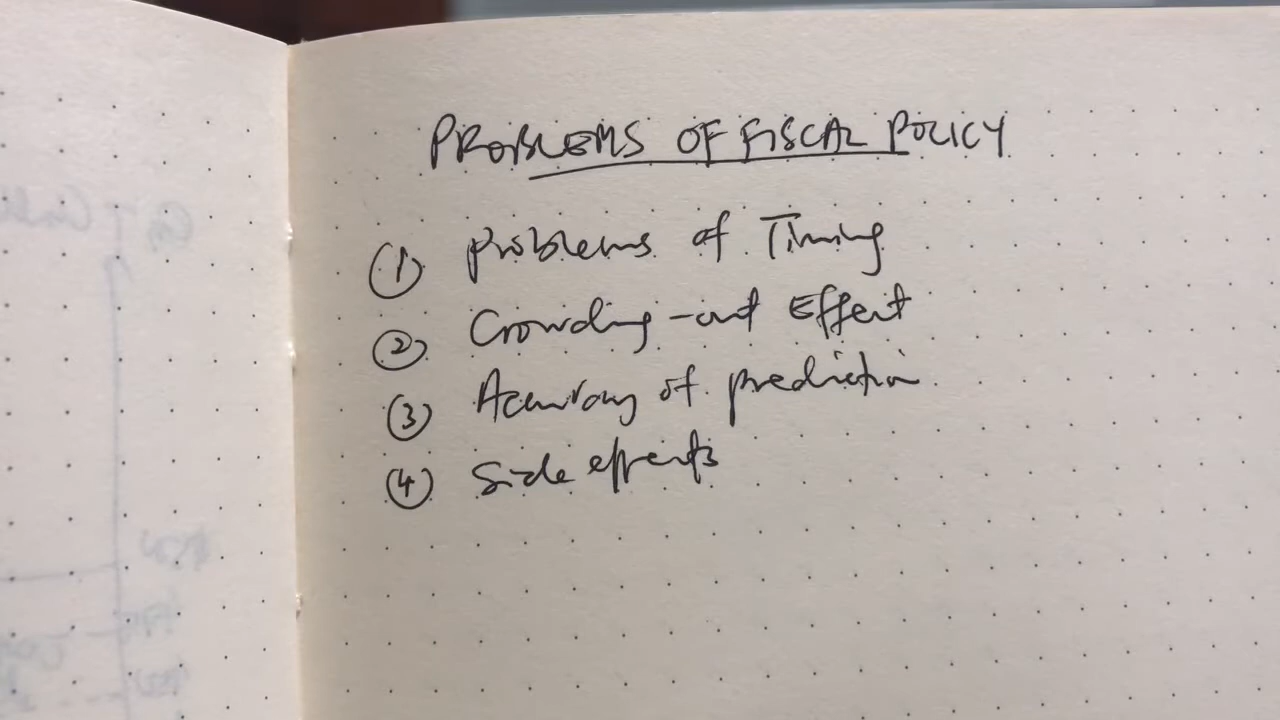 PROBLEMS OF FISCAL POLICY
① Problems of Timing
② Crowding-out Effect
③ Accuracy of prediction
④ Side effects